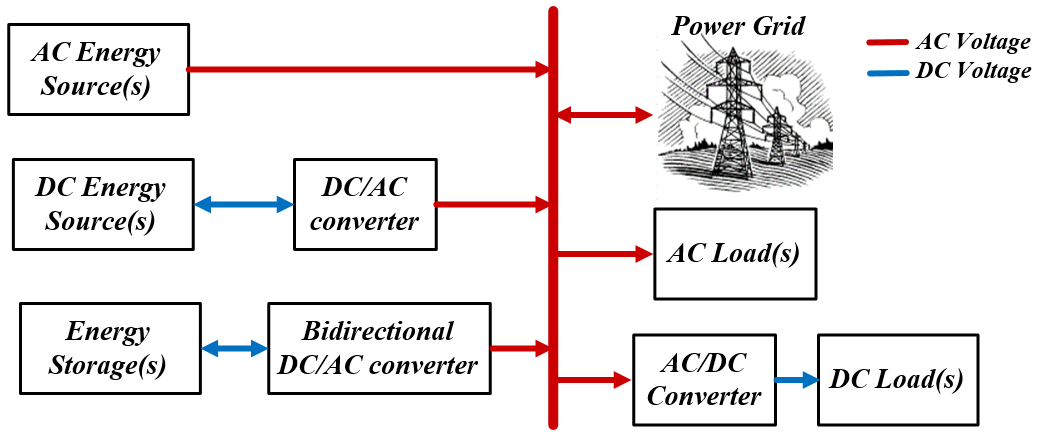 AC Energy
Source(s)
DC Energy
Source(s)
DC/AC
converter
Energy
Storage(s)
Bidirectional
DC/AC converter
Power Grid
AC Load(s)
AC/DC
Converter
DC Load(s)
AC Voltage
DC Voltage